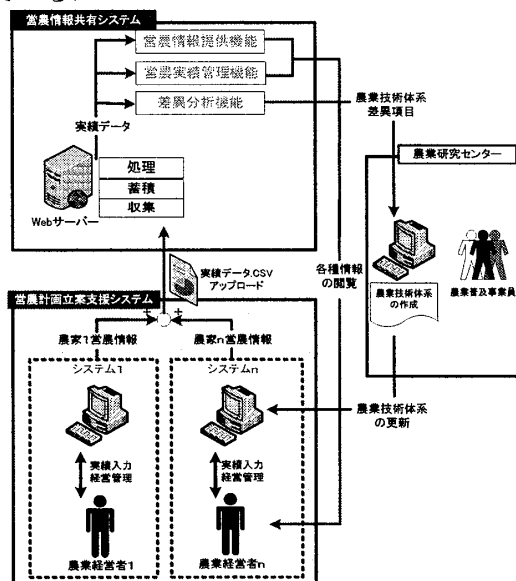 営農情報共有システム
営農情報提供機能
営農実績管理機能
差異分析機能
実績データ
Webサーバー
処理
蓄積
収集
農業技術体系
差異項目
農業研究センター
農業技術体系
の作成
農業普及事業員
各種情報
の閲覧
実績データ.CSV
アップロード
営農計画立案支援システム
農家1営農情報
農家n営農情報
システム1
システムn
農業技術体系
の更新
実績入力
経営管理
実績入力
経営管理
農業経営者1
農業経営者n